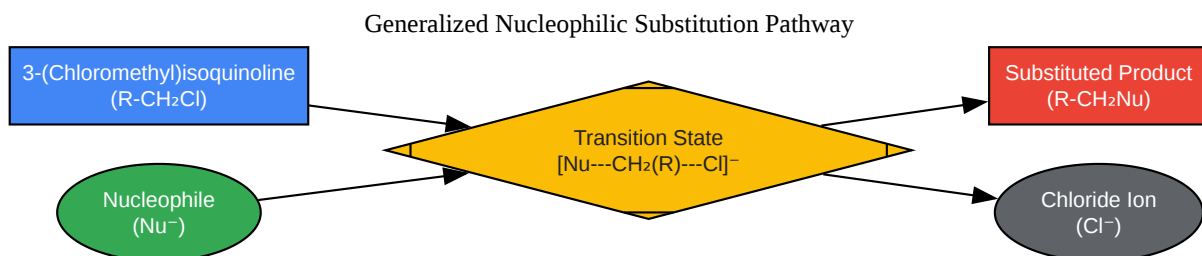 Generalized Nucleophilic Substitution Pathway
3-(Chloromethyl)isoquinoline
(R-CH₂Cl)
Nucleophile
(Nu⁻)
Transition State
[Nu---CH₂(R)---Cl]⁻
Substituted Product
(R-CH₂Nu)
Chloride Ion
(Cl⁻)